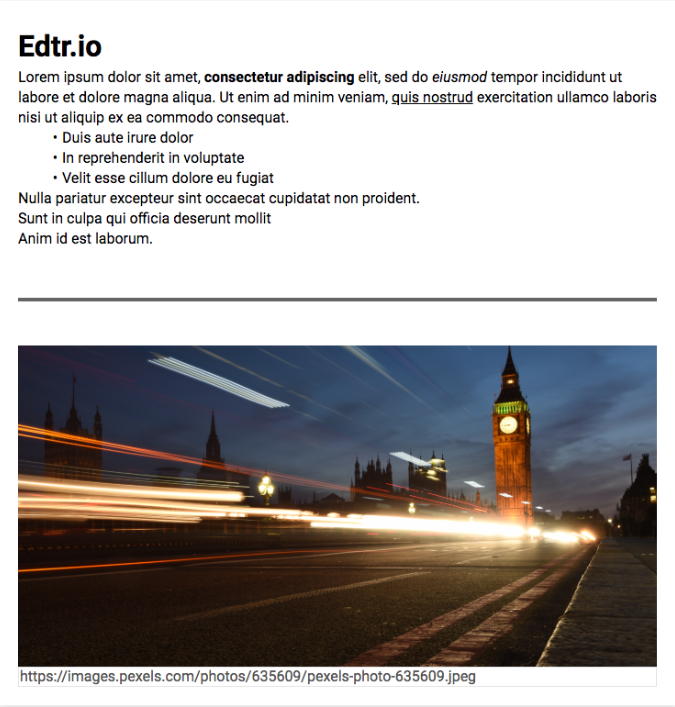 Edtr.io
Lorem ipsum dolor sit amet, consectetur adipiscing elit, sed do eiusmod tempor incididunt ut
labore et dolore magna aliqua. Ut enim ad minim veniam, quis nostrud exercitation ullamco laboris
nisi ut aliquip ex ea commodo consequat.
• Duis aute irure dolor
• In reprehenderit in voluptate
• Velit esse cillum dolore eu fugiat
Nulla pariatur excepteur sint occaecat cupidatat non proident.
Sunt in culpa qui officia deserunt mollit
Anim id est laborum.
https://images.pexels.com/photos/635609/pexels-photo-635609.jpeg